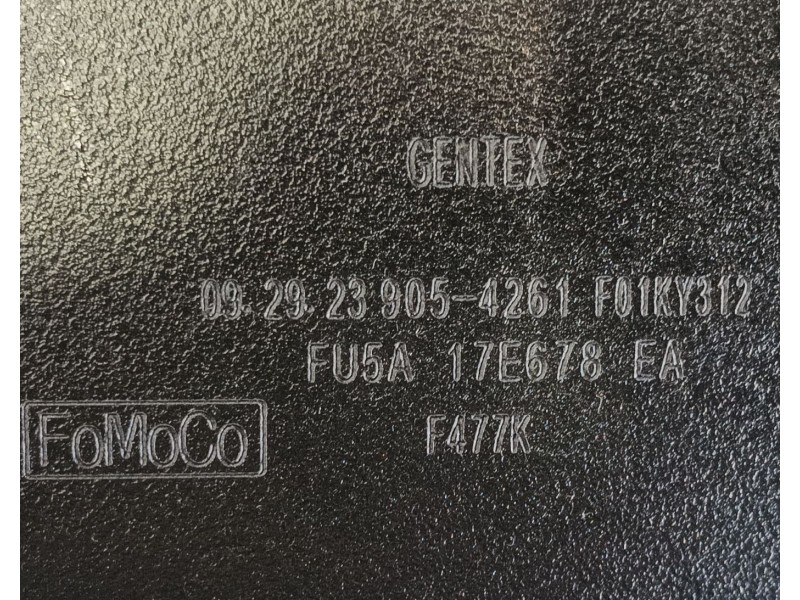 GENTEX
09.29.23 905-4261 F01KY312
FU5A 17E678 EA
FoMoCo F477K